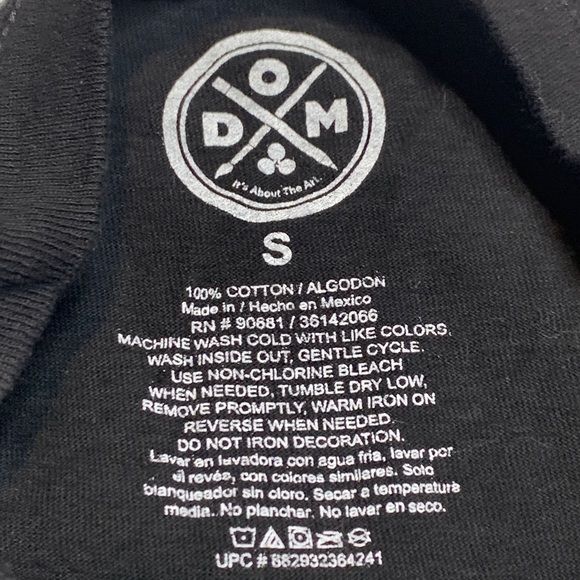 O
D M
It's About The Art.
S
100% COTTON / ALGODON
Made in / Hecho en Mexico
RN # 90681 / 36142066
MACHINE WASH COLD WITH LIKE COLORS.
WASH INSIDE OUT, GENTLE CYCLE.
USE NON-CHLORINE BLEACH
WHEN NEEDED, TUMBLE DRY LOW,
REMOVE PROMPTLY, WARM IRON ON
REVERSE WHEN NEEDED.
DO NOT IRON DECORATION.
Lavar en lavadora con agua fria, lavar por
el revés, con colores similares. Solo
blanqueador sin cloro. Secar a temperatura
media. No planchar. No lavar en seco.
UPC # 882932364241